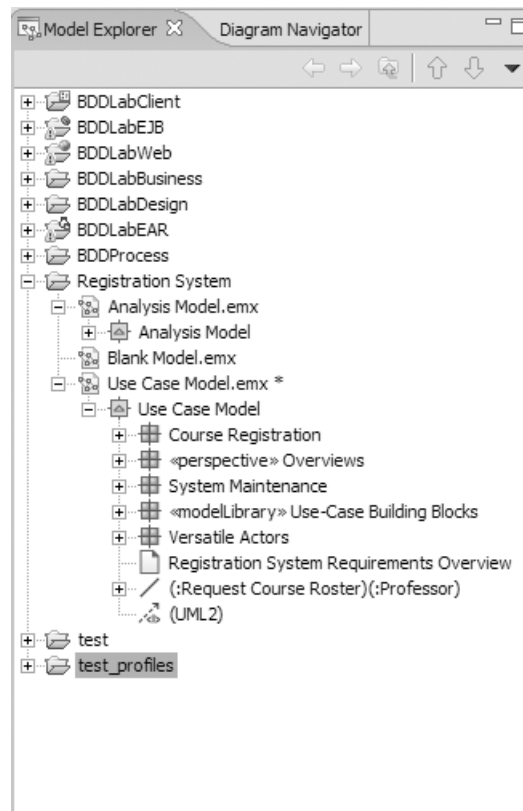 Model Explorer Diagram Navigator
BDDLabClient
BDDLabEJB
BDDLabWeb
BDDLabBusiness
BDDLabDesign
BDDLabEAR
BDDProcess
Registration System
Analysis Model.emx
Analysis Model
Blank Model.emx
Use Case Model.emx *
Use Case Model
Course Registration
«perspective» Overviews
System Maintenance
«modelLibrary» Use-Case Building Blocks
Versatile Actors
Registration System Requirements Overview
(:Request Course Roster)(:Professor)
(UML2)
test
test_profiles